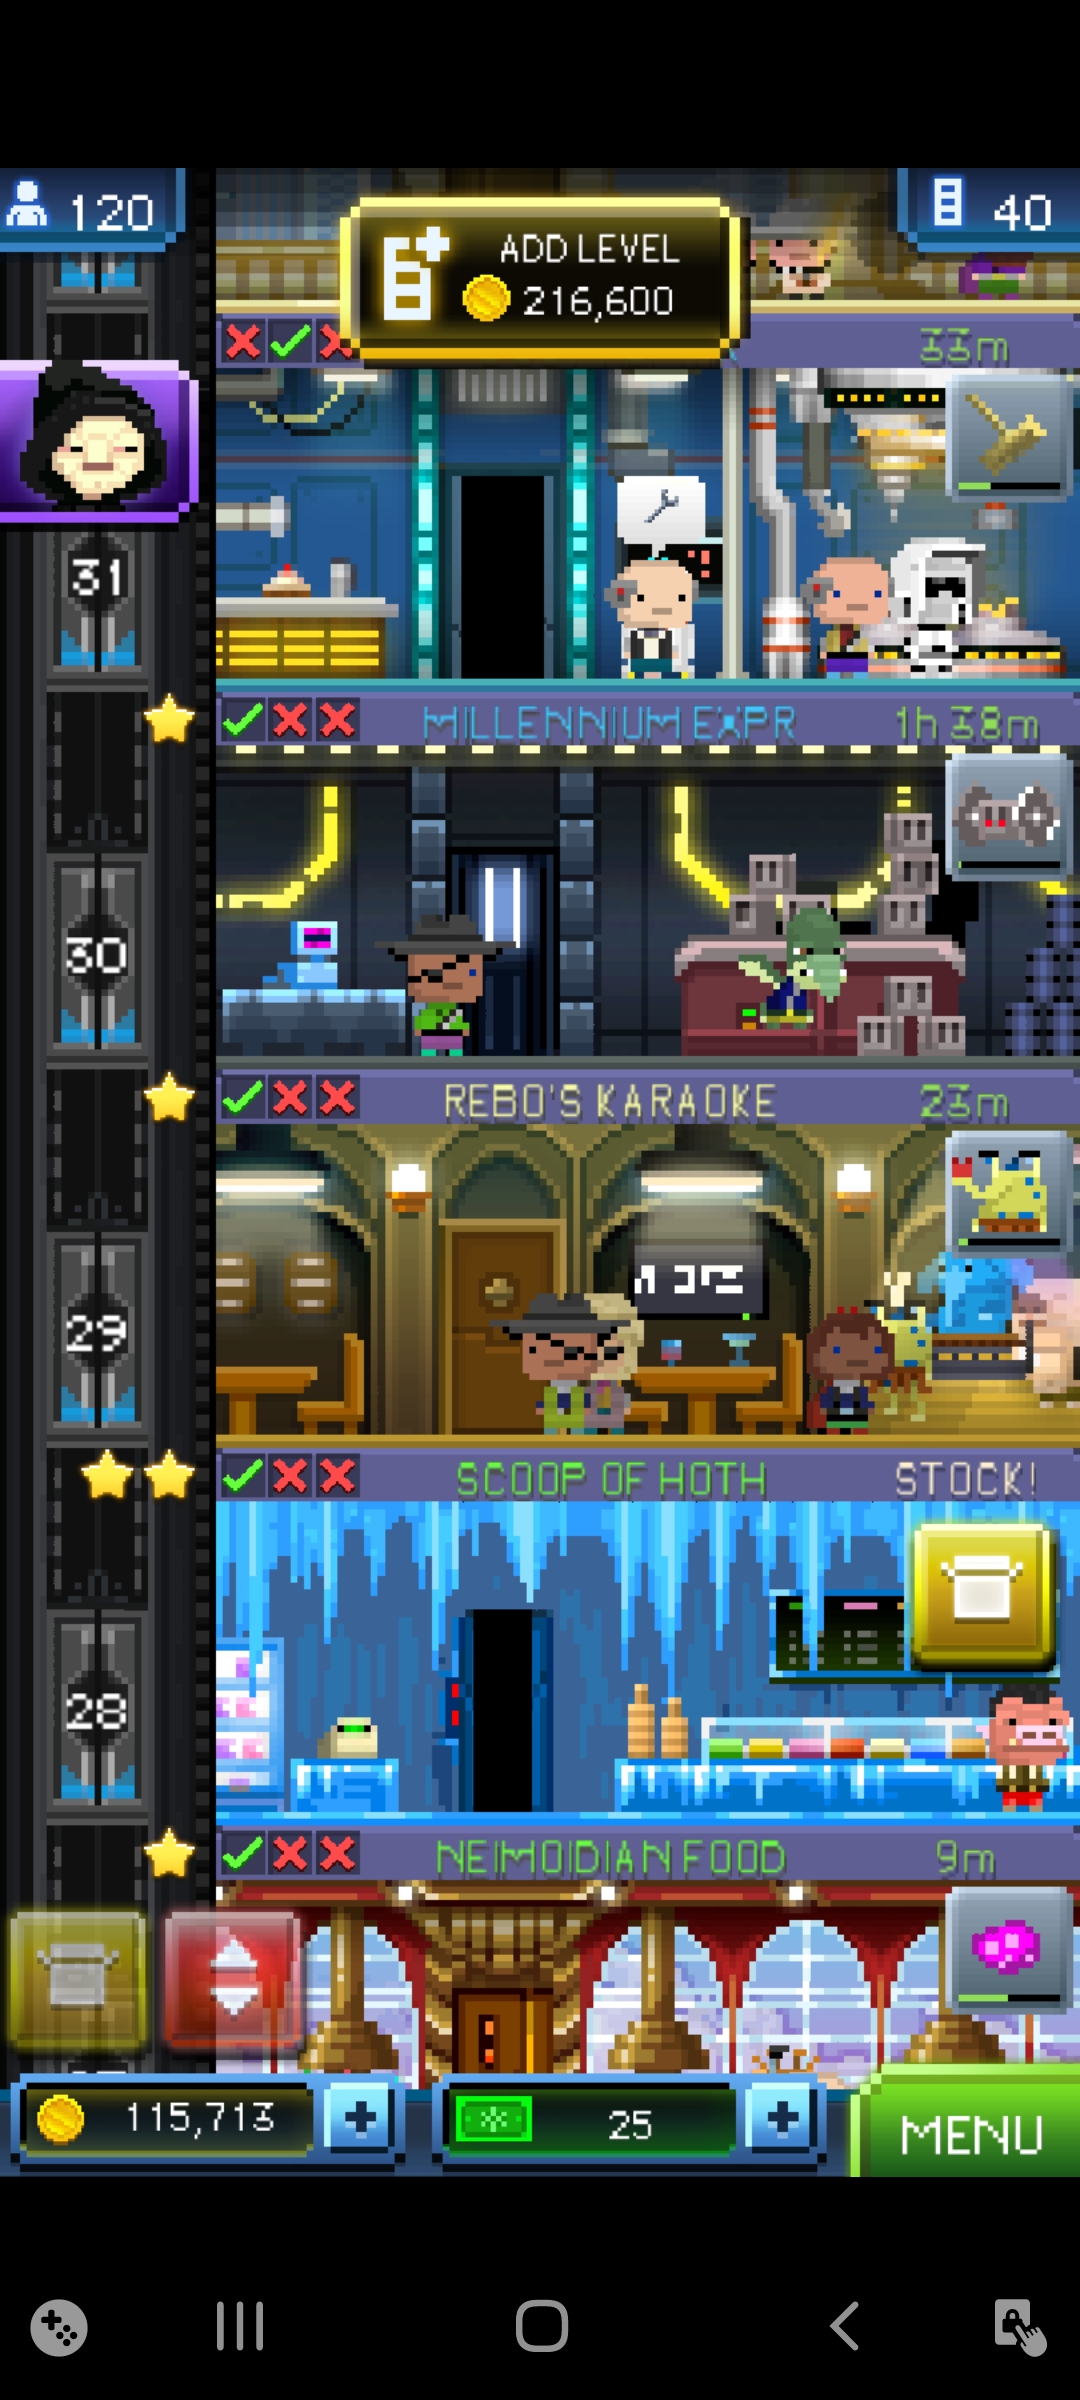 120
ADD LEVEL
216,600
40
33m
31
MILLENNIUM EXPR
1h 38m
30
REBO'S KARAOKE
23m
29
SCOOP OF HOTH
STOCK!
28
NEIMOIDIAN FOOD
9m
115,713
25
MENU